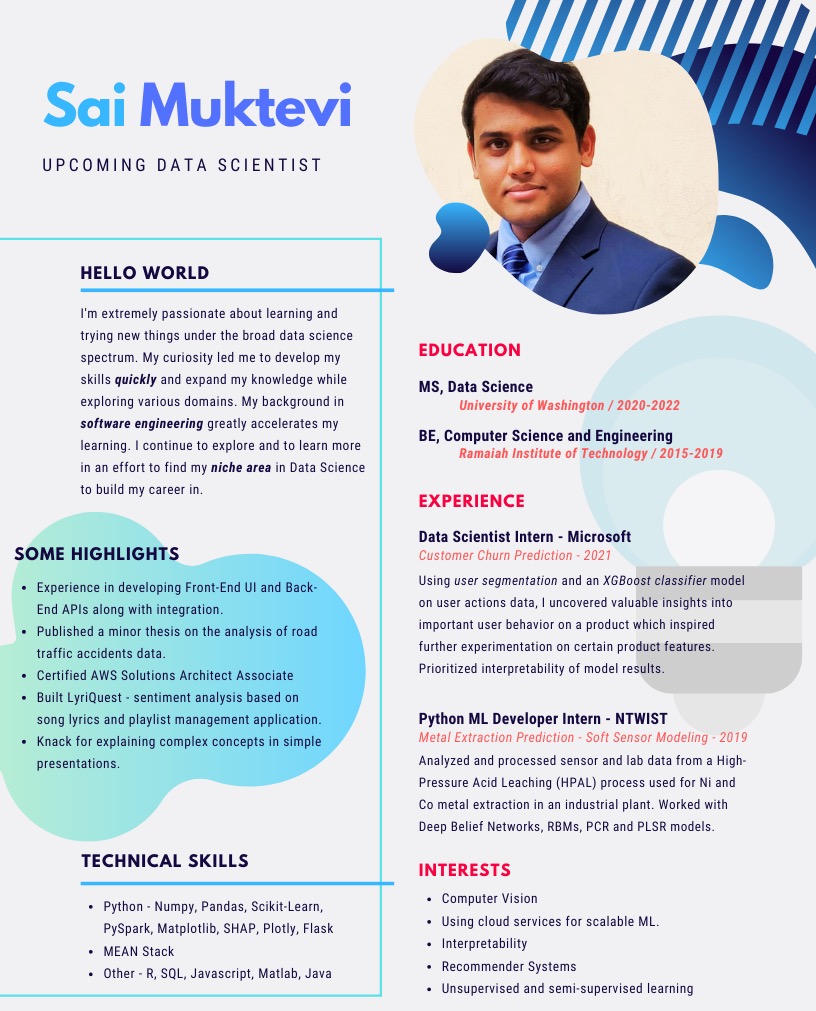 Sai Muktevi
UPCOMING DATA SCIENTIST
HELLO WORLD
I'm extremely passionate about learning and
trying new things under the broad data science
spectrum. My curiosity led me to develop my
skills quickly and expand my knowledge while
exploring various domains. My background in
software engineering greatly accelerates my
learning. I continue to explore and to learn more
in an effort to find my niche area in Data Science
to build my career in.
SOME HIGHLIGHTS
• Experience in developing Front-End UI and Back-
End APIs along with integration.
• Published a minor thesis on the analysis of road
traffic accidents data.
• Certified AWS Solutions Architect Associate
• Built LyriQuest - sentiment analysis based on
song lyrics and playlist management application.
• Knack for explaining complex concepts in simple
presentations.
TECHNICAL SKILLS
• Python - Numpy, Pandas, Scikit-Learn,
PySpark, Matplotlib, SHAP, Plotly, Flask
• MEAN Stack
• Other - R, SQL, Javascript, Matlab, Java
EDUCATION
MS, Data Science
University of Washington / 2020-2022
BE, Computer Science and Engineering
Ramaiah Institute of Technology / 2015-2019
EXPERIENCE
Data Scientist Intern - Microsoft
Customer Churn Prediction - 2021
Using user segmentation and an XGBoost classifier model
on user actions data, I uncovered valuable insights into
important user behavior on a product which inspired
further experimentation on certain product features.
Prioritized interpretability of model results.
Python ML Developer Intern - NTWIST
Metal Extraction Prediction - Soft Sensor Modeling - 2019
Analyzed and processed sensor and lab data from a High-
Pressure Acid Leaching (HPAL) process used for Ni and
Co metal extraction in an industrial plant. Worked with
Deep Belief Networks, RBMs, PCR and PLSR models.
INTERESTS
• Computer Vision
• Using cloud services for scalable ML.
• Interpretability
• Recommender Systems
• Unsupervised and semi-supervised learning